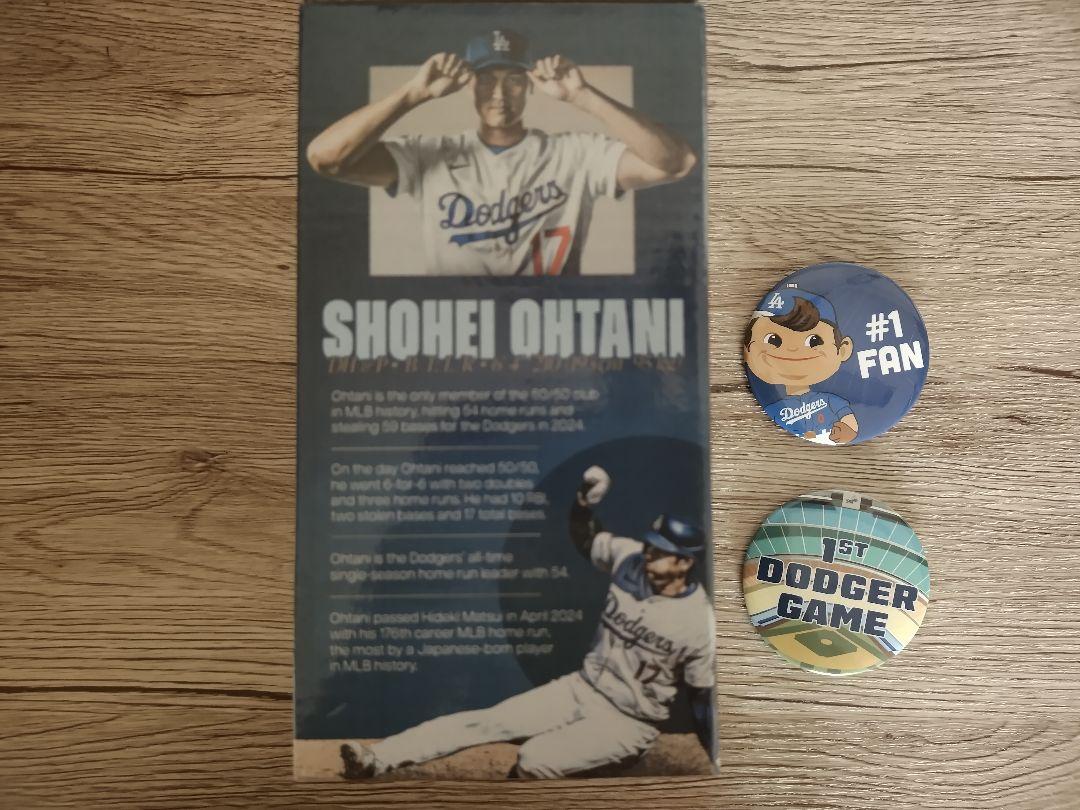 LA
Dodgers
17
SHOHEI OHTANI
Ohtani is the only member of the 50/50 club
in MLB history, hitting 54 home runs and
stealing 59 bases for the Dodgers in 2024.
On the day Ohtani reached 50/50,
he went 6-for-6 with two doubles
and three home runs. He had 10 RBI,
two stolen bases and 17 total bases.
Ohtani is the Dodgers' all-time
single-season home run leader with 54.
Ohtani passed Hideki Matsui in April 2024
with his 176th career MLB home run,
the most by a Japanese-born player
in MLB history.
Dodgers
17
LA
#1
FAN
Dodgers
1ST
DODGER
GAME